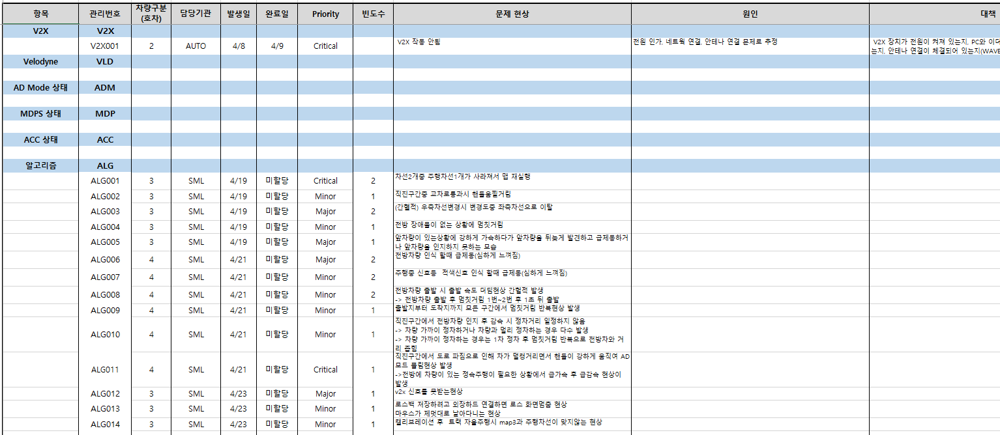 항목 관리번호 차량구분 (호차) 담당기관 발생일 완료일 Priority 빈도수 문제 현상 원인 대책
V2X V2X
V2X001 2 AUTO 4/8 4/9 Critical V2X 작동 안됨 전원 인가, 네트웍 연결, 안테나 연결 문제로 추정 V2X 장치가 전원이 켜져 있는지, PC와 이더
는지, 안테나 연결이 체결되어 있는지(WAVE
Velodyne VLD
AD Mode 상태 ADM
MDPS 상태 MDP
ACC 상태 ACC
알고리즘 ALG
ALG001 3 SML 4/19 미할당 Critical 2 차선2개중 주행차선1개가 사라져서 맵 재실행
ALG002 3 SML 4/19 미할당 Minor 1 직진구간중 교차로통과시 핸들움찔거림
ALG003 3 SML 4/19 미할당 Major 2 (간헐적) 우측차선변경시 변경도중 좌측차선으로 이탈
ALG004 3 SML 4/19 미할당 Minor 1 전방 장애물이 없는 상황에 멈칫거림
ALG005 3 SML 4/19 미할당 Major 1 앞차량이 있는상황에 강하게 가속하다가 앞차량을 뒤늦게 발견하고 급제동하거
나 앞차량을 인지하지 못하는 모습
ALG006 4 SML 4/21 미할당 Major 2 전방차량 인식 할때 급제동(심하게 느껴짐)
ALG007 4 SML 4/21 미할당 Minor 2 주행중 신호등  적색신호 인식 할때 급제동(심하게 느껴짐)
ALG008 4 SML 4/21 미할당 Minor 2 전방차량 출발 시 출발 속도 더딤현상 간헐적 발생
-> 전방차량 출발 후 멈칫거림 1번~2번 후 1초 뒤 출발
ALG009 4 SML 4/21 미할당 Minor 1 출발지부터 도착지까지 모든 구간에서 멈칫거림 반복현상 발생
ALG010 4 SML 4/21 미할당 Minor 1 직진구간에서 전방차량 인지 후 감속 시 정차거리 일정하지 않음
-> 차량 가까이 정차하거나 차량과 멀리 정차하는 경우 다수 발생
-> 차량 가까이 정차하는 경우는 1차 정차 후 멈칫거림 반복으로 전방차와 거
리 좁힘
ALG011 4 SML 4/21 미할당 Critical 1 직진구간에서 도로 파짐으로 인해 차가 덜컹거리면서 핸들이 강하게 움직여 AD
모드 풀림현상 발생
->전방에 차량이 있는 정속주행이 필요한 상황에서 급가속 후 급감속 현상이
발생
ALG012 3 SML 4/23 미할당 Major 1 v2x 신호를 못받는현상
ALG013 3 SML 4/23 미할당 Minor 1 로스백 저장하려고 외장하드 연결하면 로스 화면멈춤 현상
마우스가 제멋대로 날아다니는 현상
ALG014 3 SML 4/23 미할당 Minor 1 캘리브레이션 후  트랙 자율주행시 map3과 주행차선이 맞지않는 현상